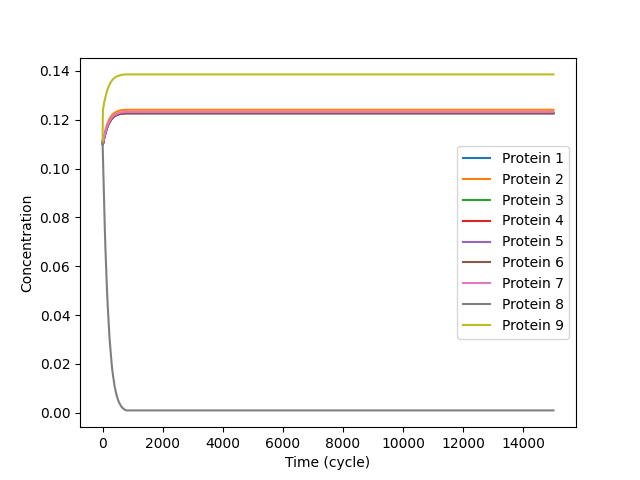 0.14
0.12
0.10
0.08
0.06
0.04
0.02
0.00
Concentration
0 2000 4000 6000 8000 10000 12000 14000
Time (cycle)
Protein 1
Protein 2
Protein 3
Protein 4
Protein 5
Protein 6
Protein 7
Protein 8
Protein 9